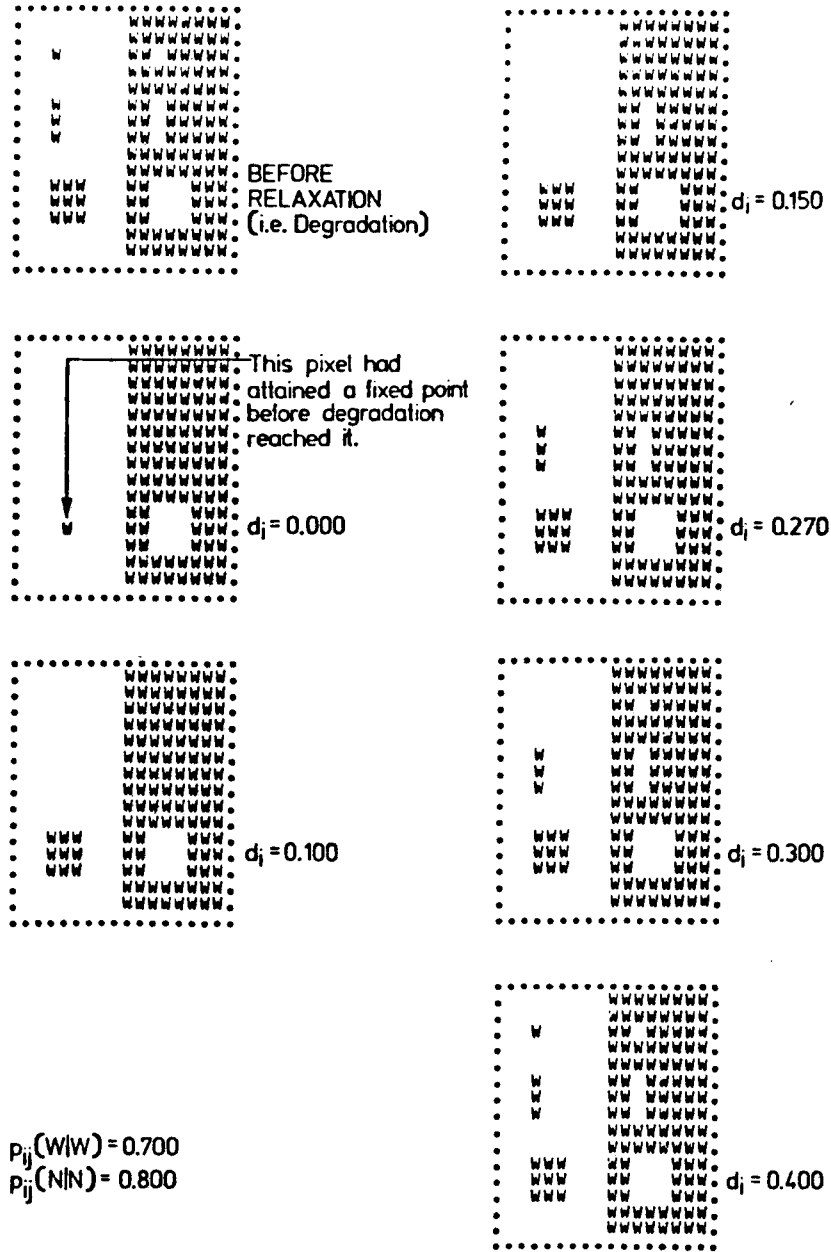 BEFORE
RELAXATION
(i.e. Degradation)
dᵢ = 0.150
This pixel had
attained a fixed point
before degradation
reached it.
dᵢ = 0.000
dᵢ = 0.270
dᵢ = 0.100
dᵢ = 0.300
pᵢⱼ(W|W) = 0.700
pᵢⱼ(N|N) = 0.800
dᵢ = 0.400